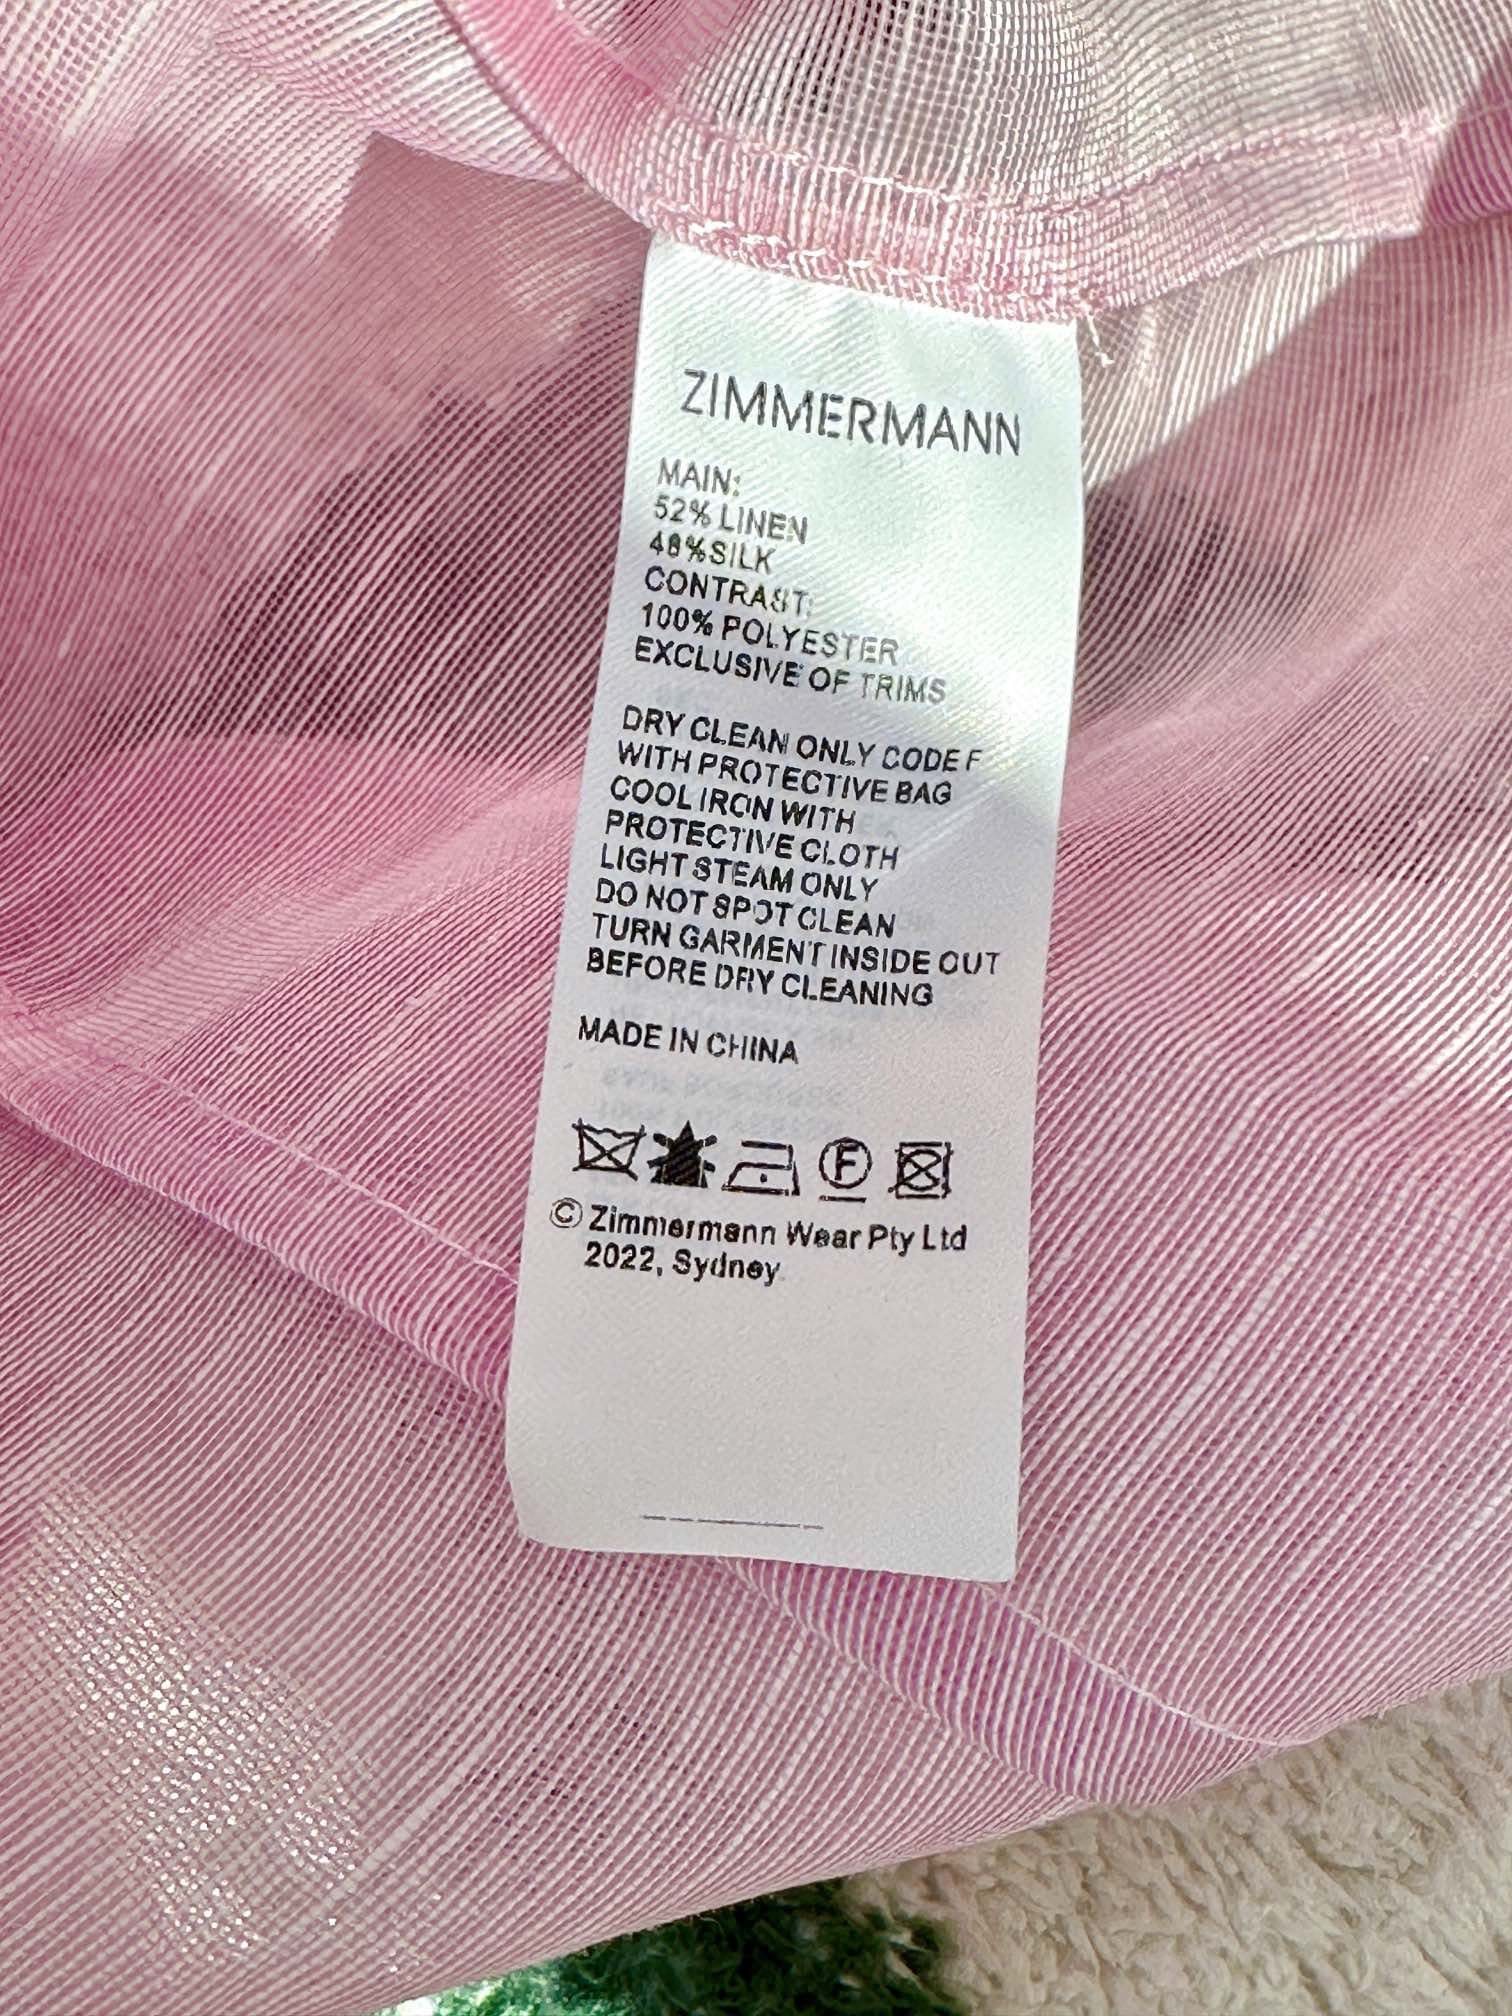 ZIMMERMANN
MAIN:
52% LINEN
48%SILK
CONTRAST:
100% POLYESTER
EXCLUSIVE OF TRIMS
DRY CLEAN ONLY CODE F
WITH PROTECTIVE BAG
COOL IRON WITH
PROTECTIVE CLOTH
LIGHT STEAM ONLY
DO NOT SPOT CLEAN
TURN GARMENT INSIDE OUT
BEFORE DRY CLEANING
MADE IN CHINA
F
© Zimmermann Wear Pty Ltd
2022, Sydney